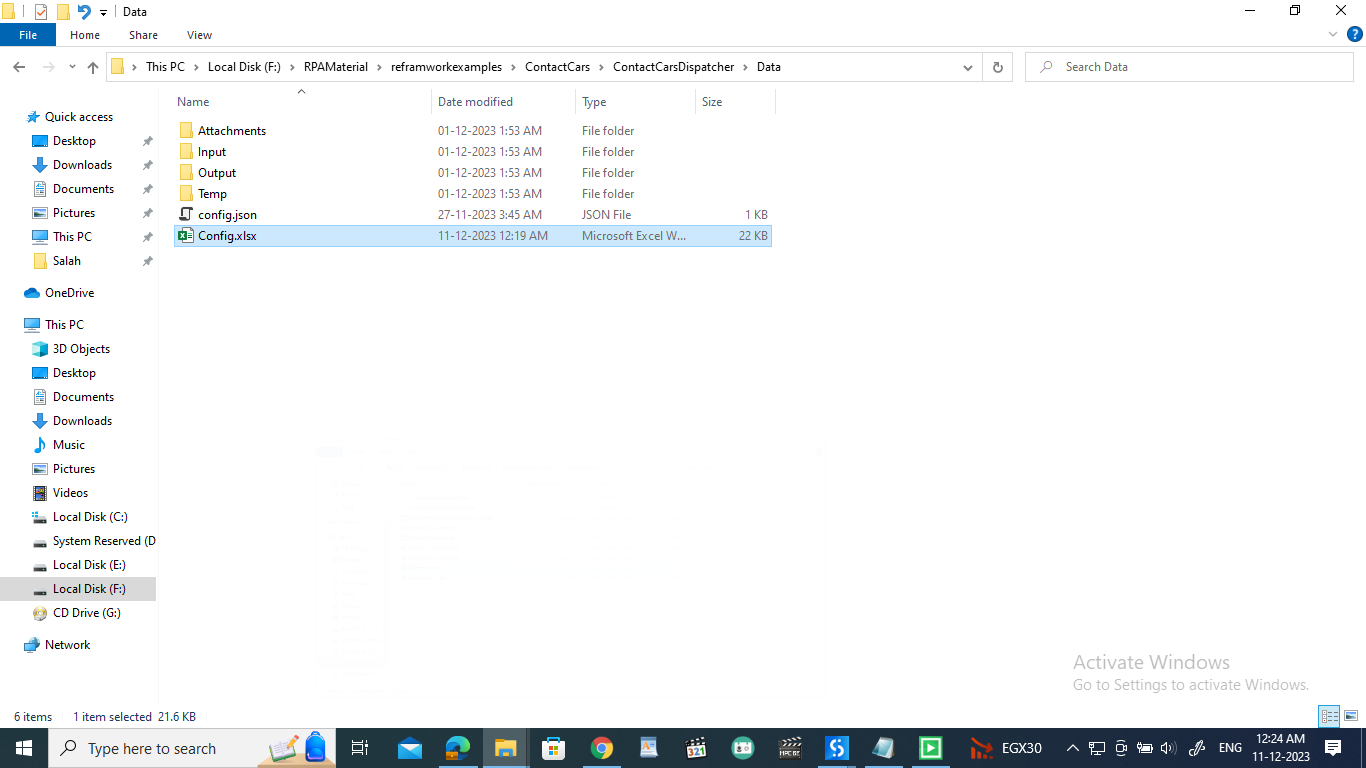 Data
File Home Share View
This PC Local Disk (F:) RPAMaterial reframworkexamples ContactCars ContactCarsDispatcher Data
Search Data
Name Date modified Type Size
Attachments 01-12-2023 1:53 AM File folder
Input 01-12-2023 1:53 AM File folder
Output 01-12-2023 1:53 AM File folder
Temp 01-12-2023 1:53 AM File folder
config.json 27-11-2023 3:45 AM JSON File 1 KB
Config.xlsx 11-12-2023 12:19 AM Microsoft Excel W... 22 KB
Quick access
Desktop
Downloads
Documents
Pictures
This PC
Salah
OneDrive
This PC
3D Objects
Desktop
Documents
Downloads
Music
Pictures
Videos
Local Disk (C:)
System Reserved (D
Local Disk (E:)
Local Disk (F:)
CD Drive (G:)
Network
Activate Windows
Go to Settings to activate Windows.
6 items 1 item selected 21.6 KB
Type here to search
321
EGX30
ENG
12:24 AM
11-12-2023